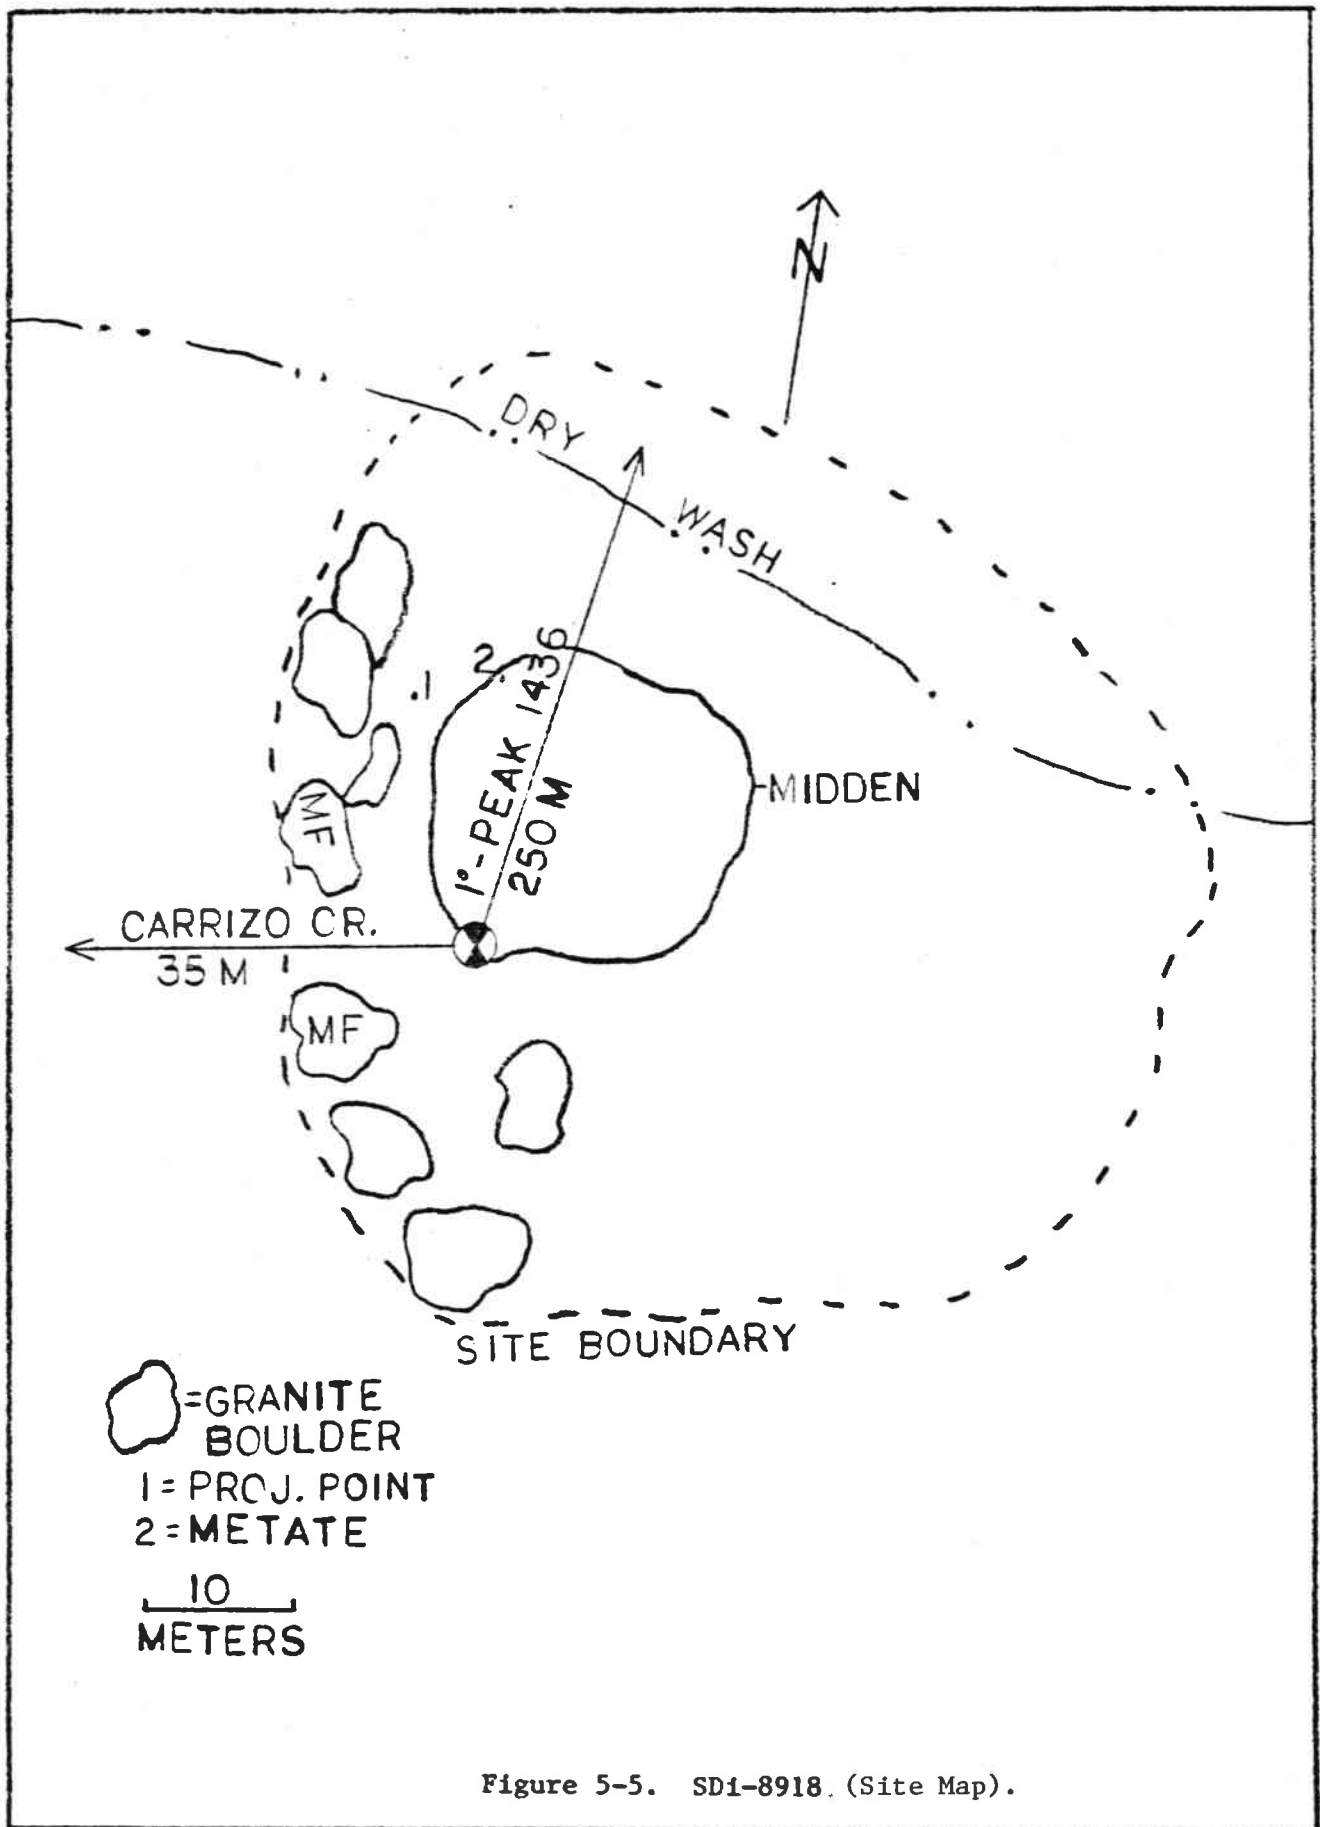 N
DRY WASH
2
.1
1°-PEAK 1436
250 M
MIDDEN
MF
CARRIZO CR.
35 M
MF
SITE BOUNDARY
=GRANITE
BOULDER
1= PROJ. POINT
2=METATE
10
METERS
Figure 5-5. SDi-8918. (Site Map).